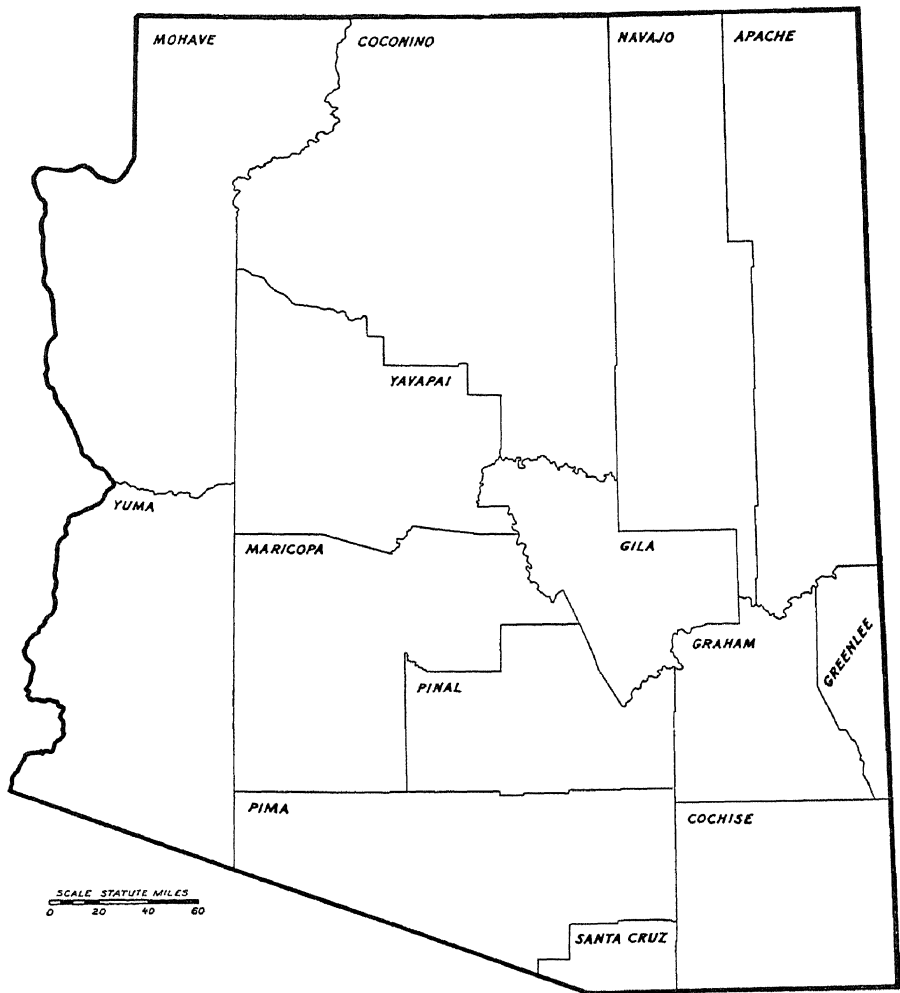 MOHAVE
COCONINO
NAVAJO
APACHE
YAVAPAI
YUMA
MARICOPA
GILA
GRAHAM
GREENLEE
PINAL
PIMA
COCHISE
SCALE STATUTE MILES
0 20 40 60
SANTA CRUZ